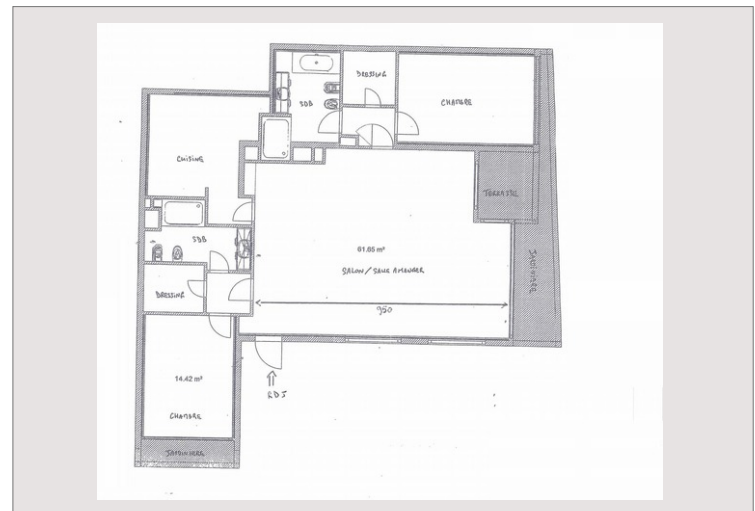 DRESSING
SDB
CHAMBRE
CUISINE
TERRASSE
SDB
61.65 m²
SALON / SALLE A MANGER
JARDINIERE
DRESSING
950
14.42 m²
CHAMBRE
JARDINIERE